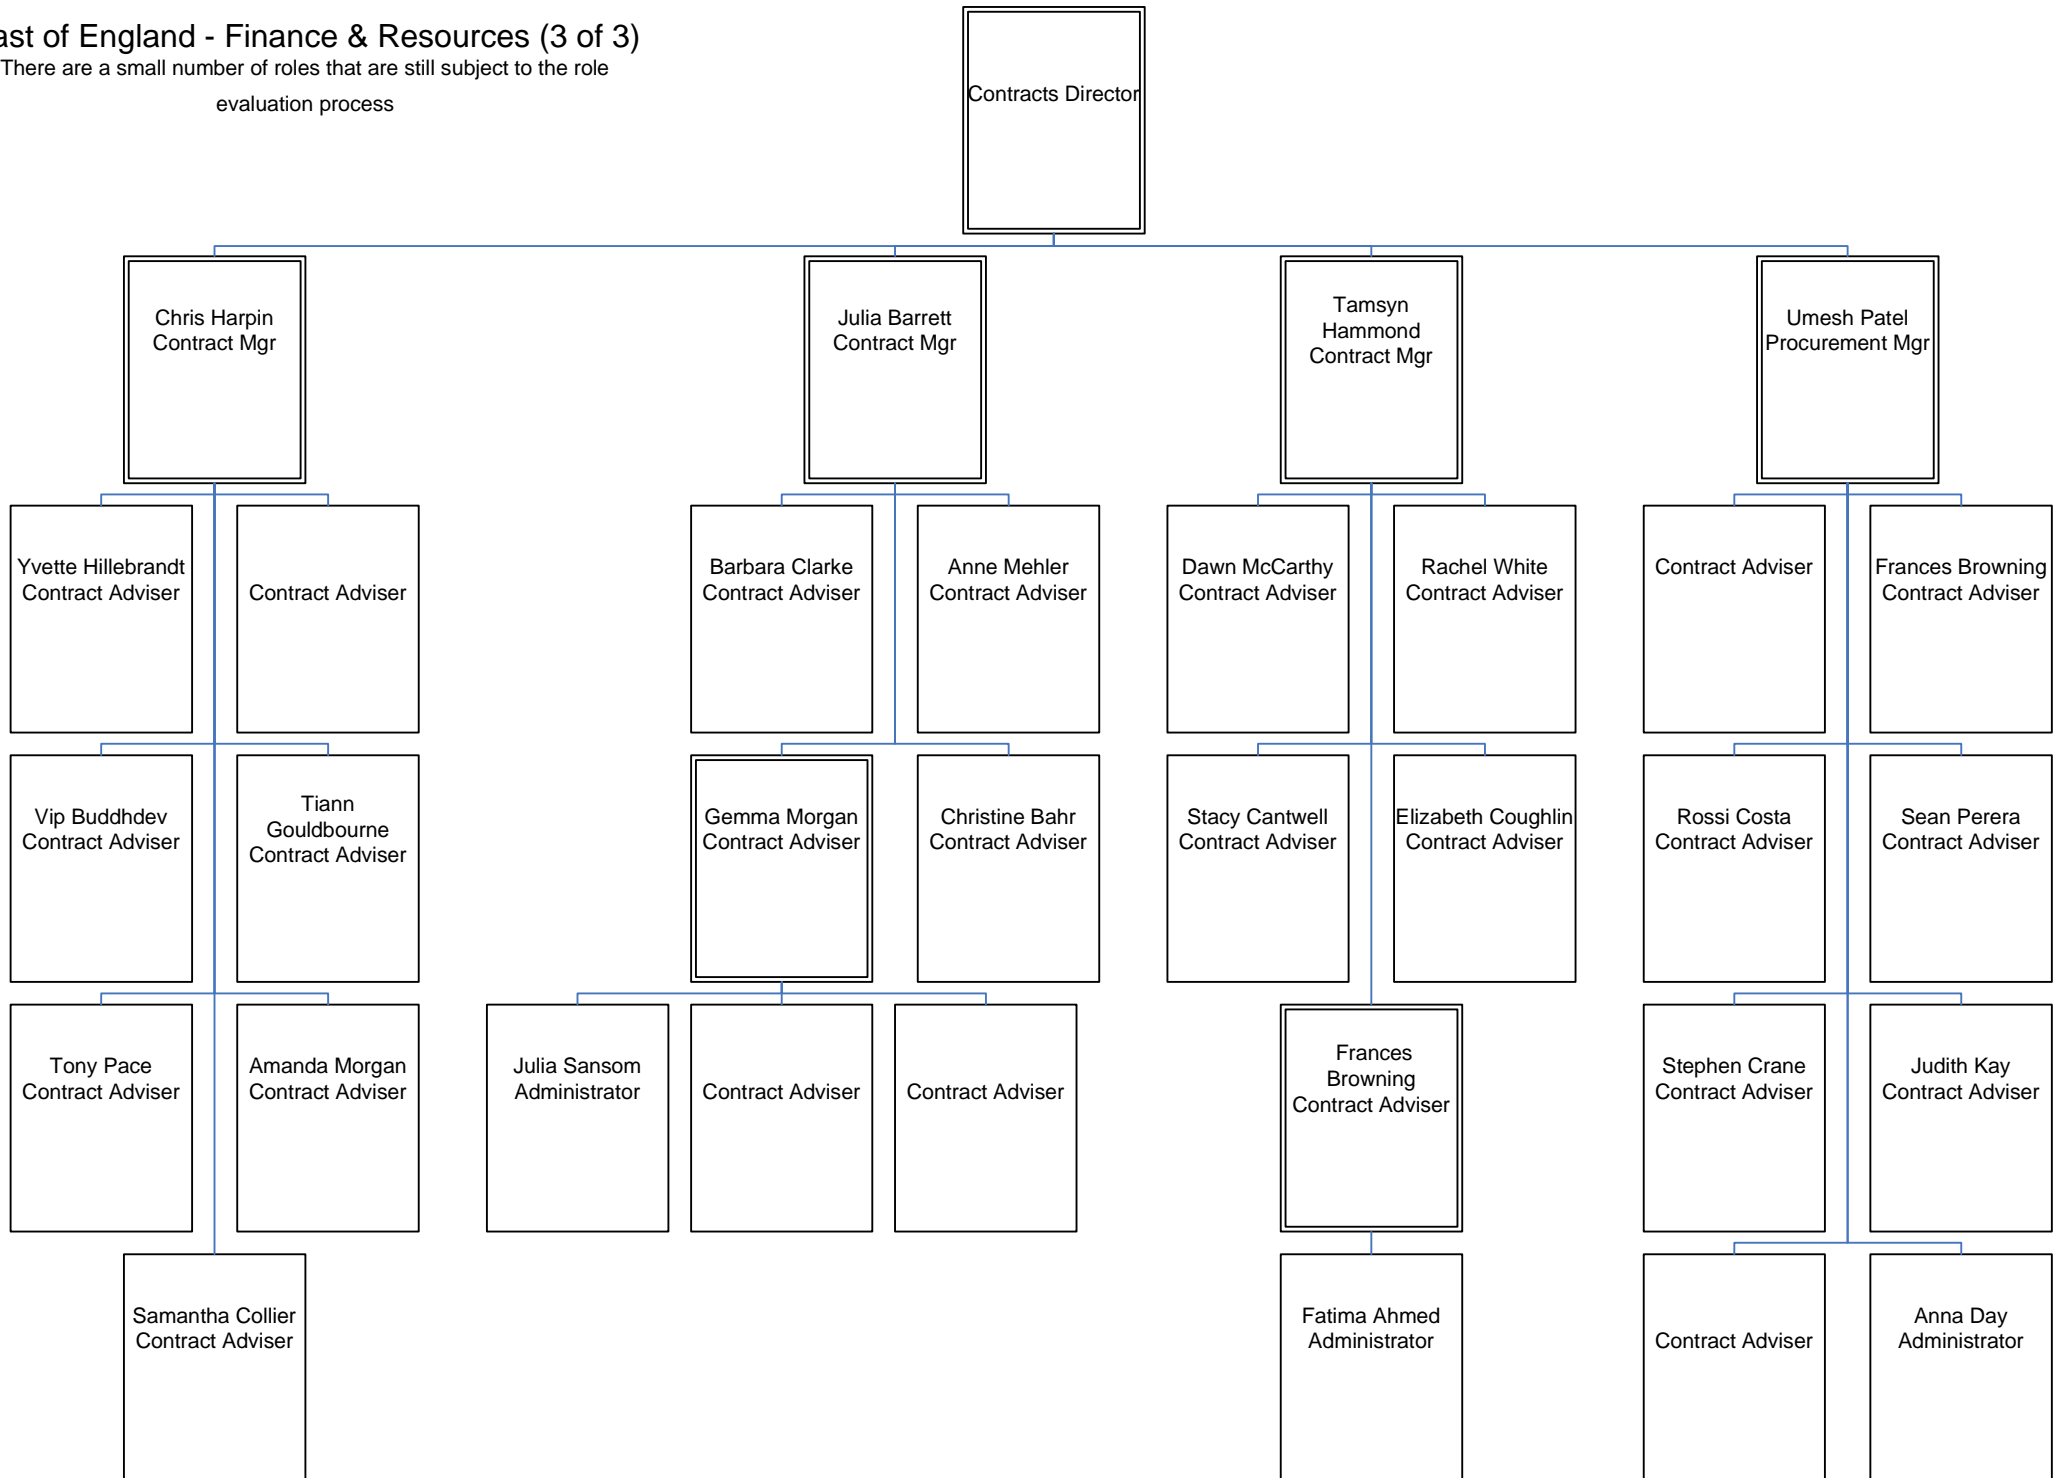 ast of England - Finance & Resources (3 of 3)
There are a small number of roles that are still subject to the role
evaluation process
Contracts Director
Chris Harpin
Contract Mgr
Julia Barrett
Contract Mgr
Tamsyn
Hammond
Contract Mgr
Umesh Patel
Procurement Mgr
Yvette Hillebrandt
Contract Adviser
Contract Adviser
Barbara Clarke
Contract Adviser
Anne Mehler
Contract Adviser
Dawn McCarthy
Contract Adviser
Rachel White
Contract Adviser
Contract Adviser
Frances Browning
Contract Adviser
Vip Buddhdev
Contract Adviser
Tiann
Gouldbourne
Contract Adviser
Gemma Morgan
Contract Adviser
Christine Bahr
Contract Adviser
Stacy Cantwell
Contract Adviser
Elizabeth Coughlin
Contract Adviser
Rossi Costa
Contract Adviser
Sean Perera
Contract Adviser
Tony Pace
Contract Adviser
Amanda Morgan
Contract Adviser
Julia Sansom
Administrator
Contract Adviser
Contract Adviser
Frances
Browning
Contract Adviser
Stephen Crane
Contract Adviser
Judith Kay
Contract Adviser
Samantha Collier
Contract Adviser
Fatima Ahmed
Administrator
Contract Adviser
Anna Day
Administrator